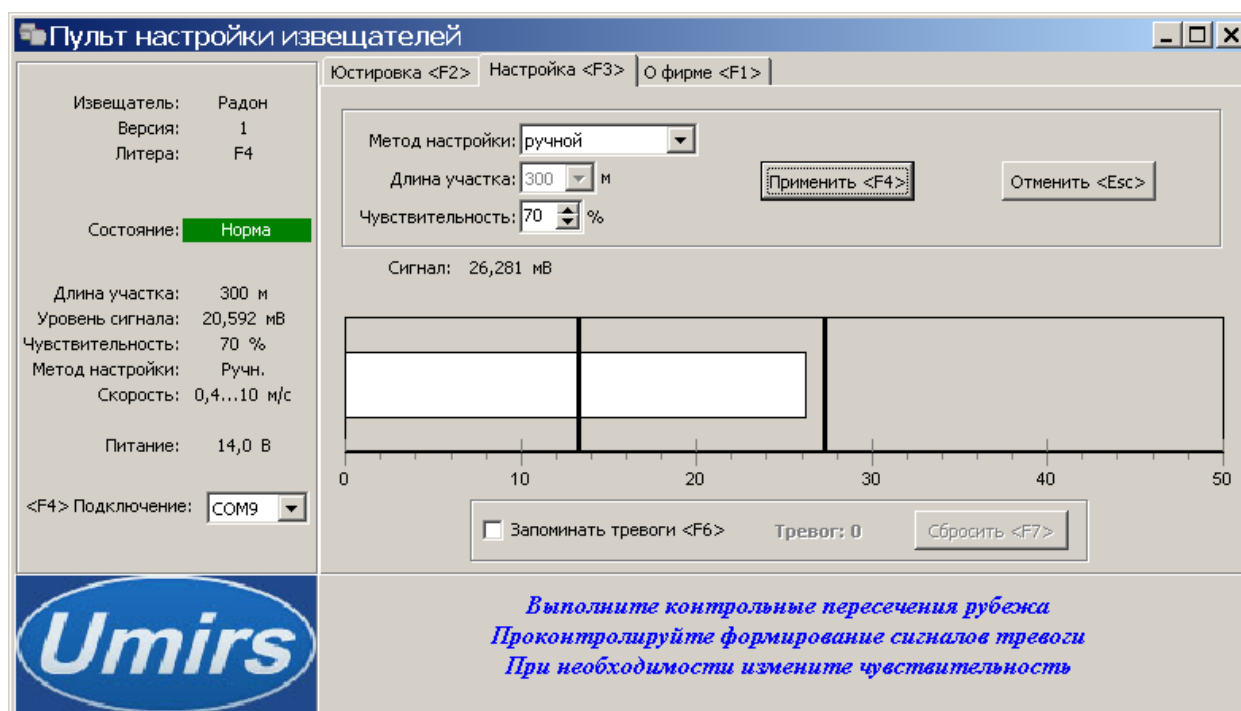 Пульт настройки извещателей
Юстировка <F2> Настройка <F3> О фирме <F1>
Извещатель: Радон
Версия: 1
Литера: F4
Состояние: Норма
Длина участка: 300 м
Уровень сигнала: 20,592 мВ
Чувствительность: 70 %
Метод настройки: Ручн.
Скорость: 0,4...10 м/с
Питание: 14,0 В
<F4> Подключение: COM9
Метод настройки: ручной
Длина участка: 300 м
Чувствительность: 70 %
Применить <F4>
Отменить <Esc>
Сигнал: 26,281 мВ
0 10 20 30 40 50
Запоминать тревоги <F6> Тревог: 0 Сбросить <F7>
Umirs
Выполните контрольные пересечения рубежа
Проконтролируйте формирование сигналов тревоги
При необходимости измените чувствительность